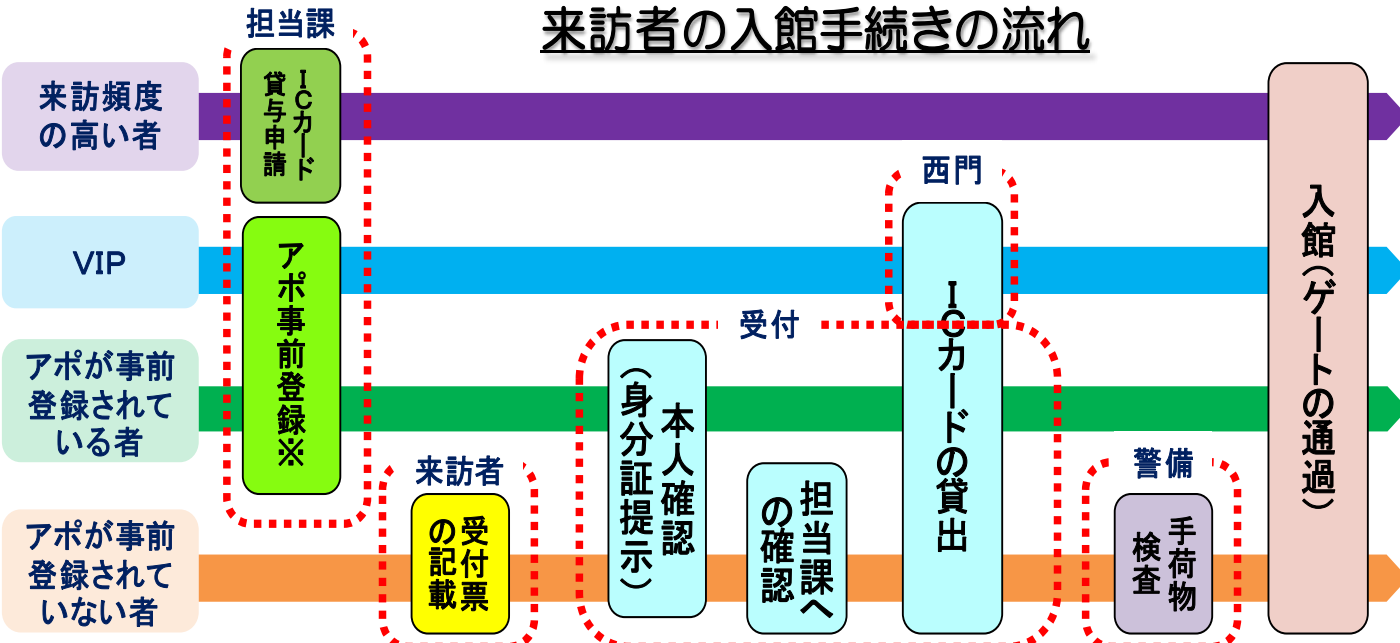 来訪者の入館手続きの流れ
担当課
来訪頻度
の高い者
ICカード
貸与申請
VIP
アポ事前登録※
アポが事前
登録されて
いる者
アポが事前
登録されて
いない者
来訪者
受付票
の記載
受付
本人確認
（身分証提示）
担当課へ
の確認
西門
ICカードの貸出
警備
手荷物
検査
入館（ゲートの通過）